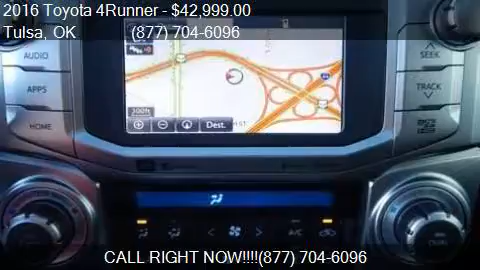 2016 Toyota 4Runner - $42,999.00
Tulsa, OK (877) 704-6096
AUDIO
APPS
HOME
SEEK
TRACK
300ft
Dest.
A/C
CALL RIGHT NOW!!!!(877) 704-6096